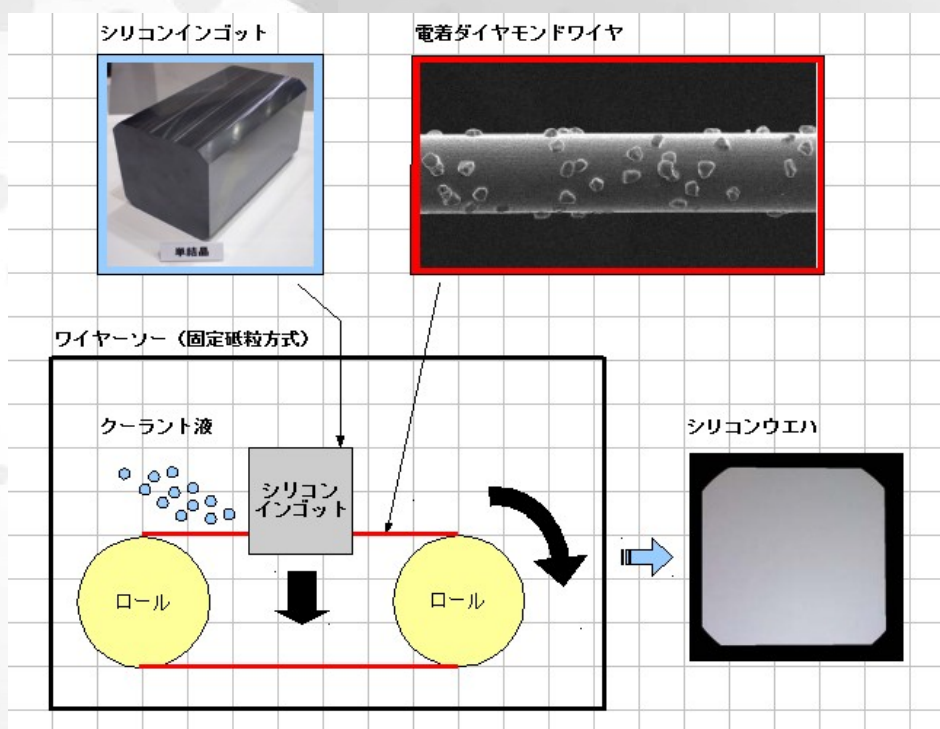 シリコンインゴット
電着ダイヤモンドワイヤ
単結晶
ワイヤーソー（固定砥粒方式）
クーラント液
シリコンウエハ
シリコン
インゴット
ロール
ロール